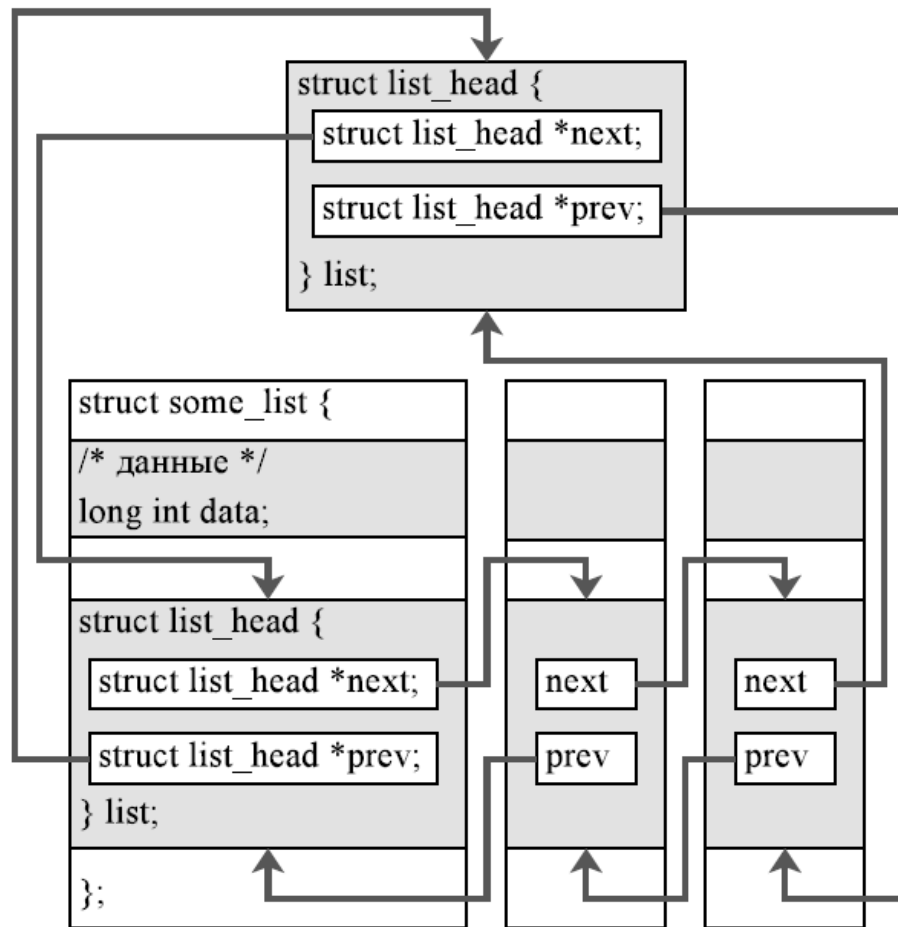 struct list_head {
struct list_head *next;
struct list_head *prev;
} list;
struct some_list {
/* данные */
long int data;
struct list_head {
struct list_head *next;
next
next
struct list_head *prev;
prev
prev
} list;
};